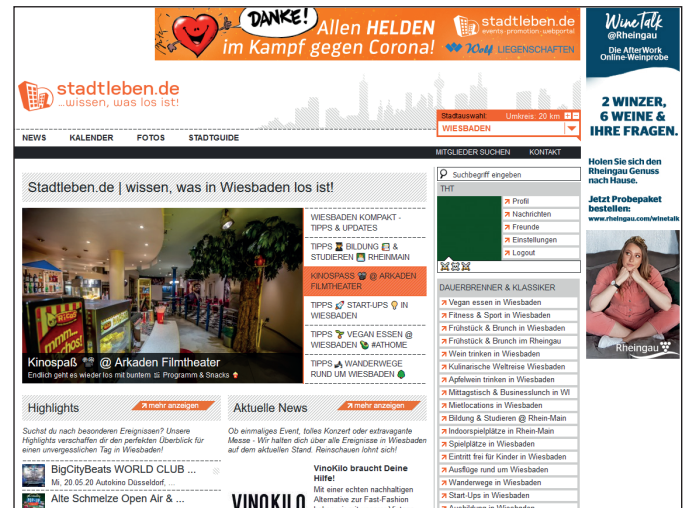 DANKE!
Allen HELDEN
im Kampf gegen Corona!
stadtleben.de
events·promotion·webportal
Wolf LIEGENSCHAFTEN
WineTalk
@Rheingau
Die AfterWork
Online-Weinprobe
2 WINZER,
6 WEINE &
IHRE FRAGEN.
Holen Sie sich den
Rheingau Genuss
nach Hause.
Jetzt Probepaket
bestellen:
www.rheingau.com/winetalk
Rheingau
stadtleben.de
...wissen, was los ist!
Stadtauswahl: Umkreis: 20 km
WIESBADEN
NEWS KALENDER FOTOS STADTGUIDE
MITGLIEDER SUCHEN KONTAKT
Stadtleben.de | wissen, was in Wiesbaden los ist!
WIESBADEN KOMPAKT -
TIPPS & UPDATES
TIPPS BILDUNG &
STUDIEREN RHEINMAIN
KINOSPASS @ ARKADEN
FILMTHEATER
TIPPS START-UPS IN
WIESBADEN
TIPPS VEGAN ESSEN @
WIESBADEN #ATHOME
TIPPS WANDERWEGE
RUND UM WIESBADEN
mmm...
chos!
Kinospaß @ Arkaden Filmtheater
Endlich geht es wieder los mit buntem Programm & Snacks
Highlights
mehr anzeigen
Suchst du nach besonderen Ereignissen? Unsere
Highlights verschaffen dir den perfekten Überblick für
einen unvergesslichen Tag in Wiesbaden!
BigCityBeats WORLD CLUB ...
Mi, 20.05.20 Autokino Düsseldorf, ...
Alte Schmelze Open Air & ...
Aktuelle News
mehr anzeigen
Ob einmaliges Event, tolles Konzert oder extravagante
Messe - Wir halten dich über alle Ereignisse in Wiesbaden
auf dem aktuellen Stand. Reinschauen lohnt sich!
VINOKILO
VinoKilo braucht Deine
Hilfe!
Mit einer echten nachhaltigen
Alternative zur Fast-Fashion
Suchbegriff eingeben
THT
Profil
Nachrichten
Freunde
Einstellungen
Logout
DAUERBRENNER & KLASSIKER
Vegan essen in Wiesbaden
Fitness & Sport in Wiesbaden
Frühstück & Brunch in Wiesbaden
Frühstück & Brunch im Rheingau
Wein trinken in Wiesbaden
Kulinarische Weltreise Wiesbaden
Apfelwein trinken in Wiesbaden
Mittagstisch & Businesslunch in WI
Mietlocations in Wiesbaden
Bildung & Studieren @ Rhein-Main
Indoorspielplätze in Rhein-Main
Spielplätze in Wiesbaden
Eintritt frei für Kinder in Wiesbaden
Ausflüge rund um Wiesbaden
Wanderwege in Wiesbaden
Start-Ups in Wiesbaden
Ausbildung in Wiesbaden